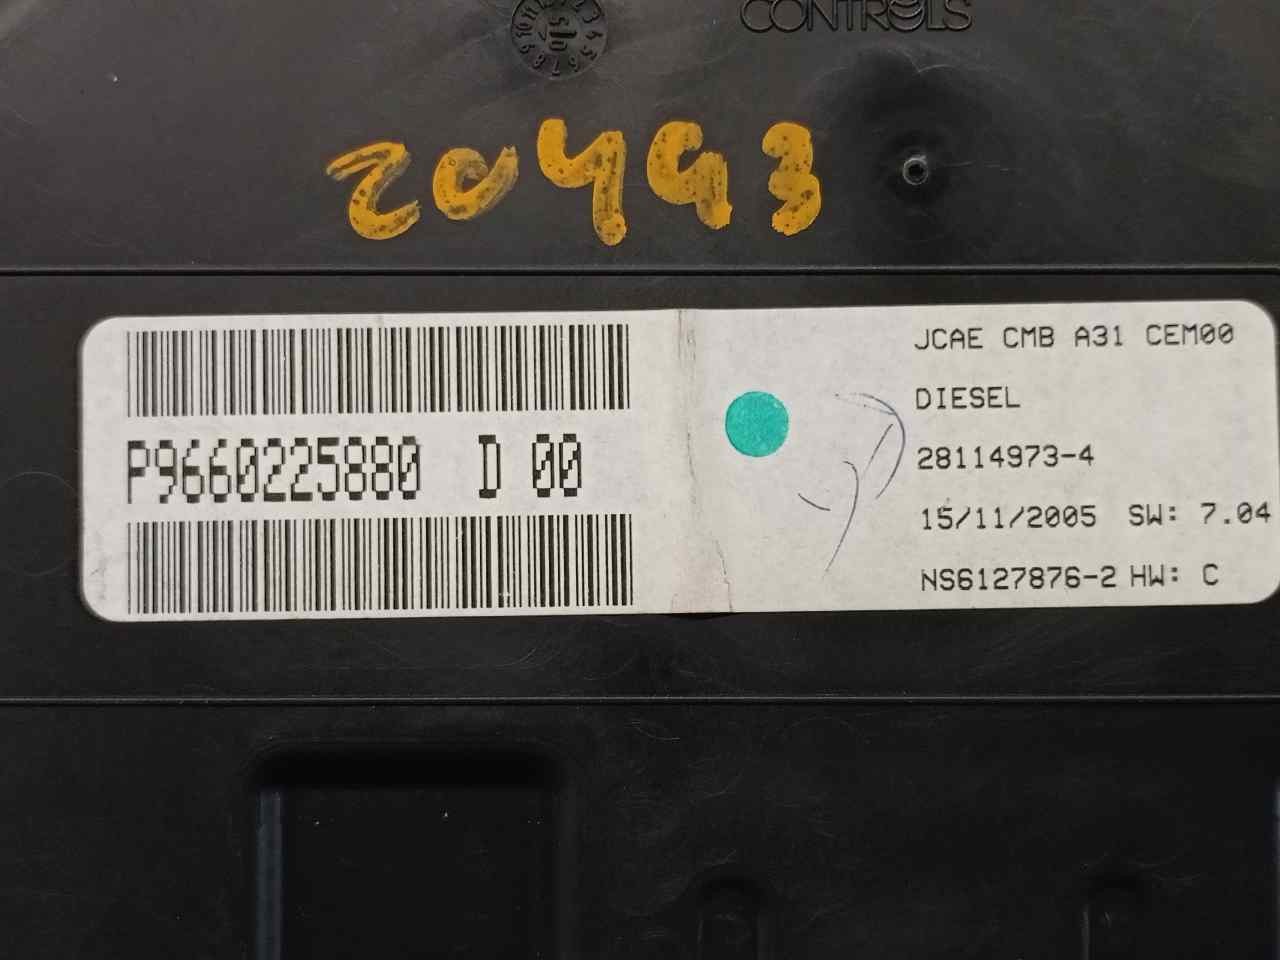 CONTROLS
20493
P9660225880 D 00
JCAE CMB A31 CEM00
DIESEL
28114973-4
15/11/2005 SW: 7.04
NS6127876-2 HW: C